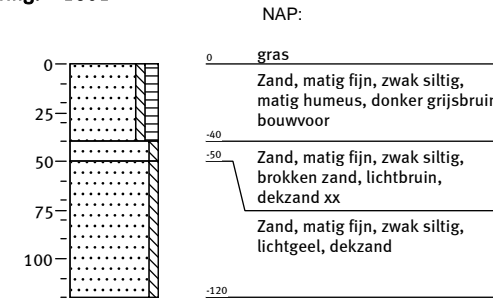 NAP:
0 gras
0
Zand, matig fijn, zwak siltig,
matig humeus, donker grijsbruin
25
bouwvoor
-40
50
-50
Zand, matig fijn, zwak siltig,
brokken zand, lichtbruin,
dekzand xx
75
Zand, matig fijn, zwak siltig,
lichtgeel, dekzand
100
-120